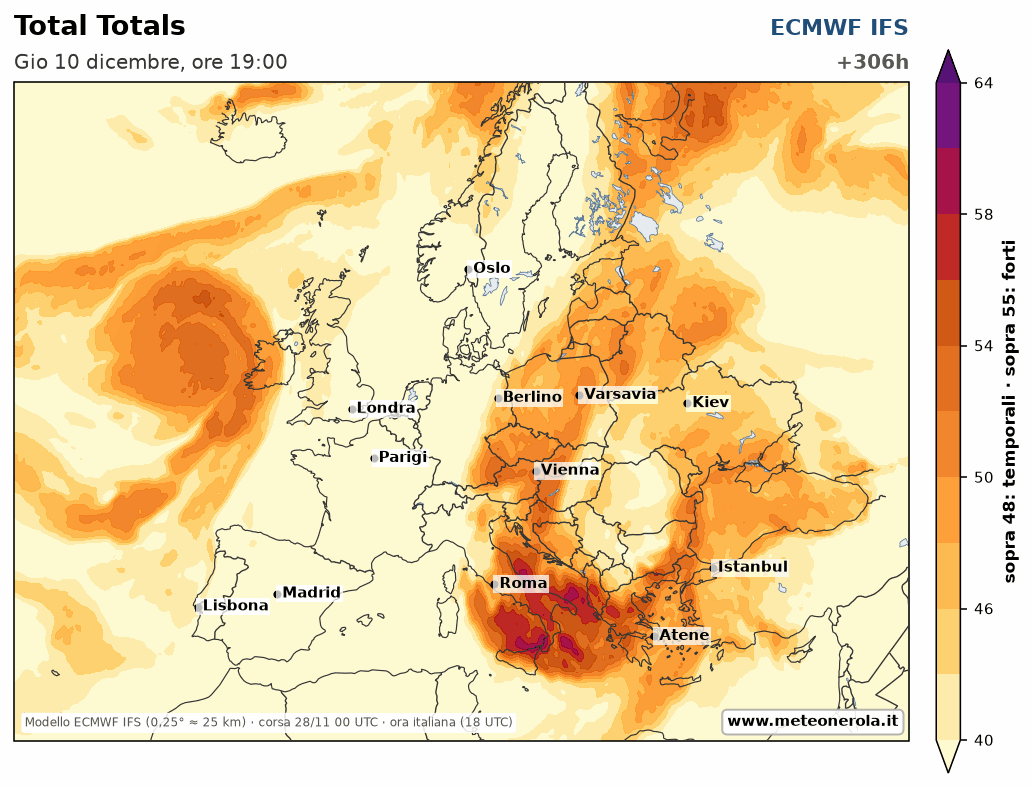 Total Totals
ECMWF IFS
Gio 10 dicembre, ore 19:00
+306h
64
58
54
50
46
40
sopra 48: temporali · sopra 55: forti
Oslo
Berlino
Varsavia
Kiev
Londra
Parigi
Vienna
Istanbul
Roma
Madrid
Lisbona
Atene
Modello ECMWF IFS (0,25° ≈ 25 km) · corsa 28/11 00 UTC · ora italiana (18 UTC)
www.meteonerola.it